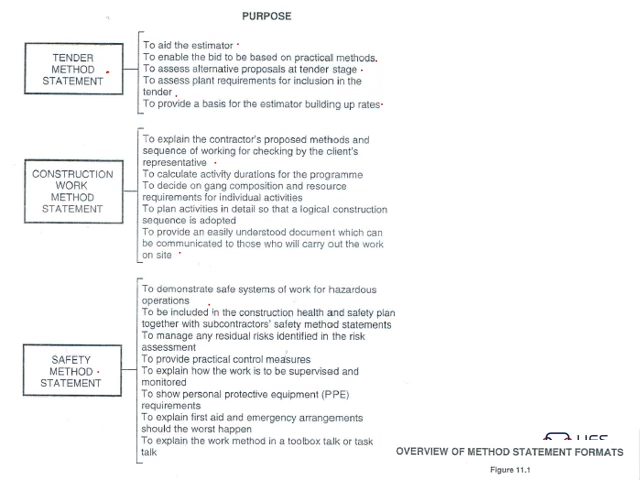 PURPOSE
TENDER
METHOD
STATEMENT
To aid the estimator
To enable the bid to be based on practical methods.
To assess alternative proposals at tender stage
To assess plant requirements for inclusion in the
tender
To provide a basis for the estimator building up rates
CONSTRUCTION
WORK
METHOD
STATEMENT
To explain the contractor's proposed methods and
sequence of working for checking by the client's
representative
To calculate activity durations for the programme
To decide on gang composition and resource
requirements for individual activities
To plan activities in detail so that a logical construction
sequence is adopted
To provide an easily understood document which can
be communicated to those who will carry out the work
on site
SAFETY
METHOD
STATEMENT
To demonstrate safe systems of work for hazardous
operations
To be included in the construction health and safety plan
together with subcontractors' safety method statements
To manage any residual risks identified in the risk
assessment
To provide practical control measures
To explain how the work is to be supervised and
monitored
To show personal protective equipment (PPE)
requirements
To explain first aid and emergency arrangements
should the worst happen
To explain the work method in a toolbox talk or task
talk
OVERVIEW OF METHOD STATEMENT FORMATS
Figure 11.1